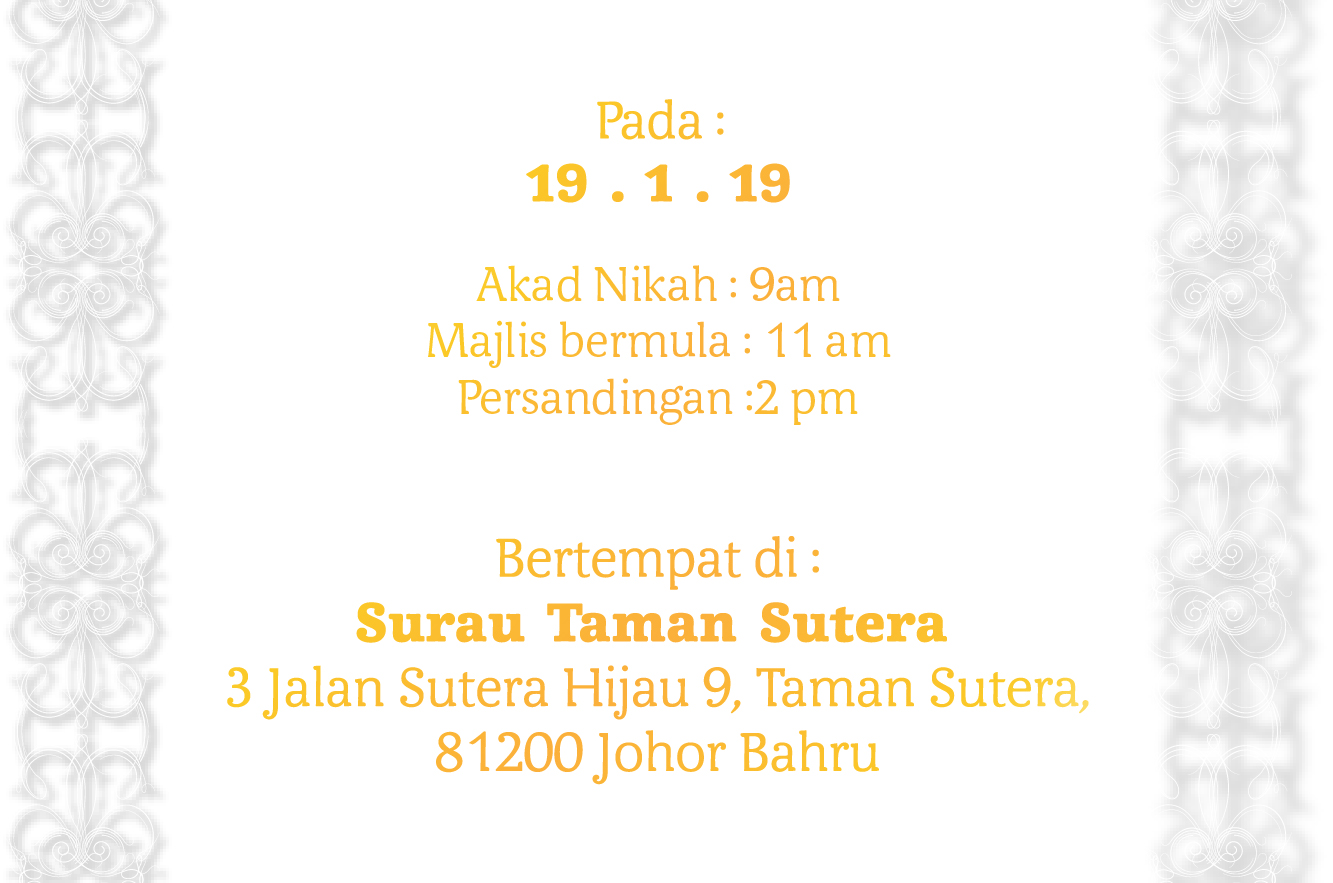 Pada :
19 . 1 . 19
Akad Nikah : 9am
Majlis bermula : 11 am
Persandingan :2 pm
Bertempat di :
Surau Taman Sutera
3 Jalan Sutera Hijau 9, Taman Sutera,
81200 Johor Bahru